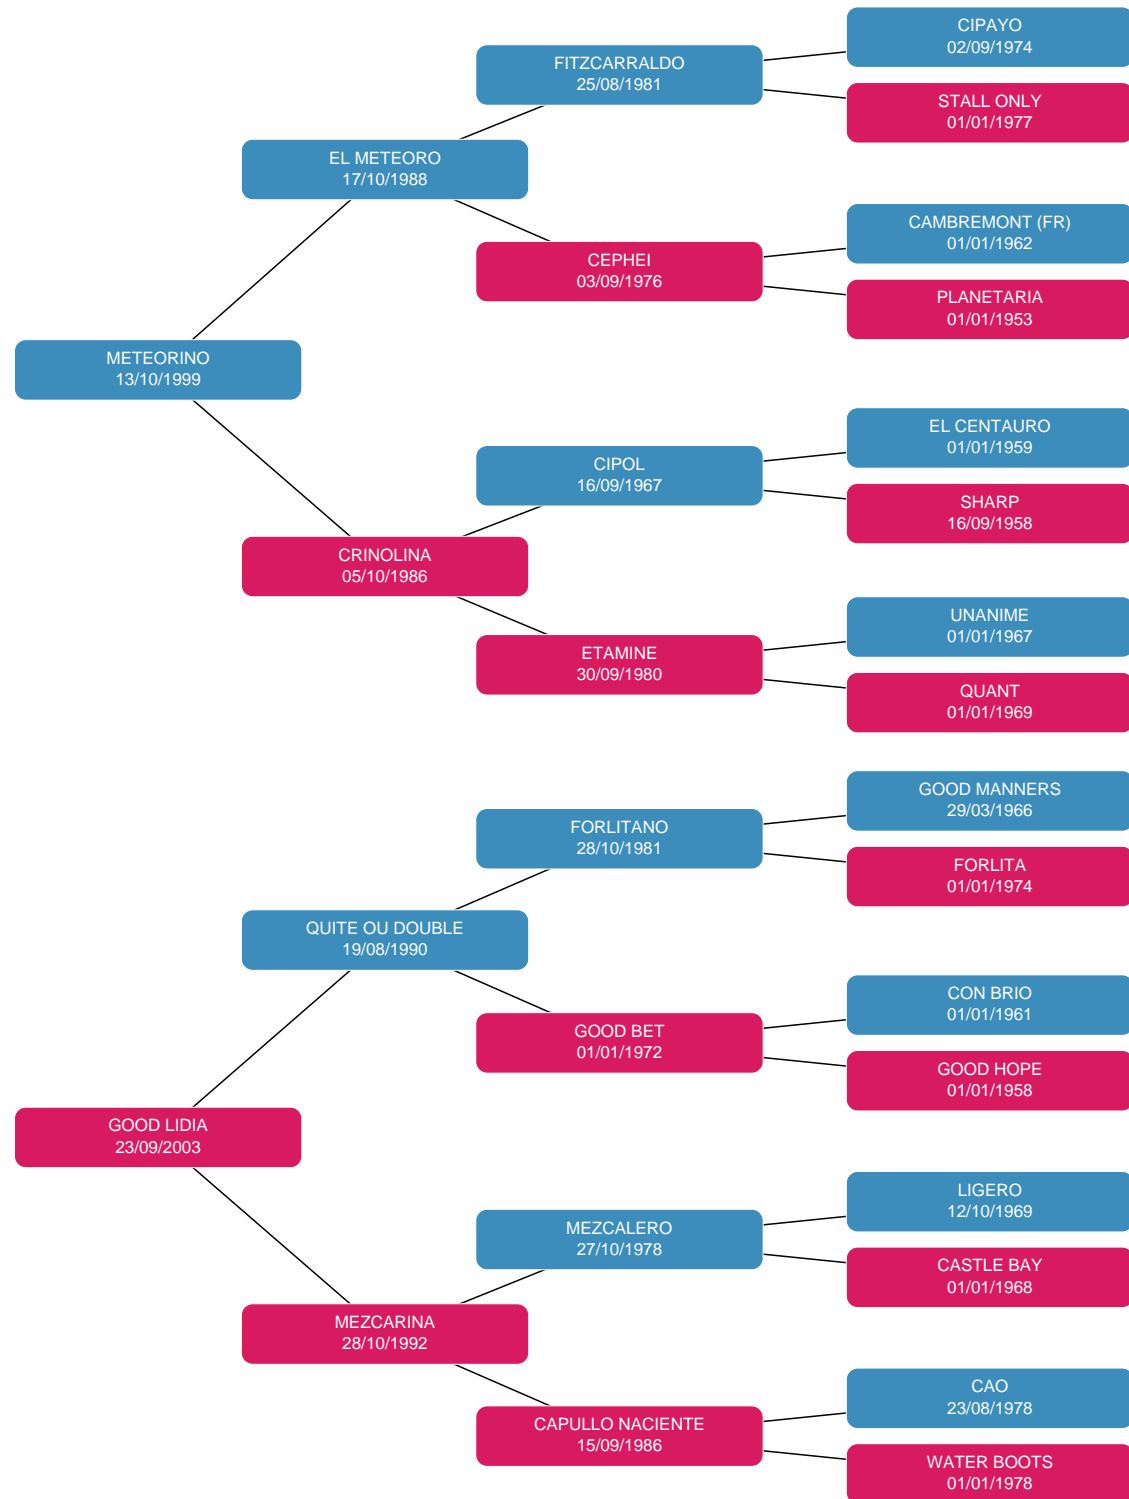 CIPAYO
02/09/1974
FITZCARRALDO
25/08/1981
STALL ONLY
01/01/1977
EL METEORO
17/10/1988
CAMBREMONT (FR)
01/01/1962
CEPHEI
03/09/1976
PLANETARIA
01/01/1953
METEORINO
13/10/1999
EL CENTAURO
01/01/1959
CIPOL
16/09/1967
SHARP
16/09/1958
CRINOLINA
05/10/1986
UNANIME
01/01/1967
ETAMINE
30/09/1980
QUANT
01/01/1969
GOOD MANNERS
29/03/1966
FORLITANO
28/10/1981
FORLITA
01/01/1974
QUITE OU DOUBLE
19/08/1990
CON BRIO
01/01/1961
GOOD BET
01/01/1972
GOOD HOPE
01/01/1958
GOOD LIDIA
23/09/2003
LIGERO
12/10/1969
MEZCALERO
27/10/1978
CASTLE BAY
01/01/1968
MEZCARINA
28/10/1992
CAO
23/08/1978
CAPULLO NACIENTE
15/09/1986
WATER BOOTS
01/01/1978